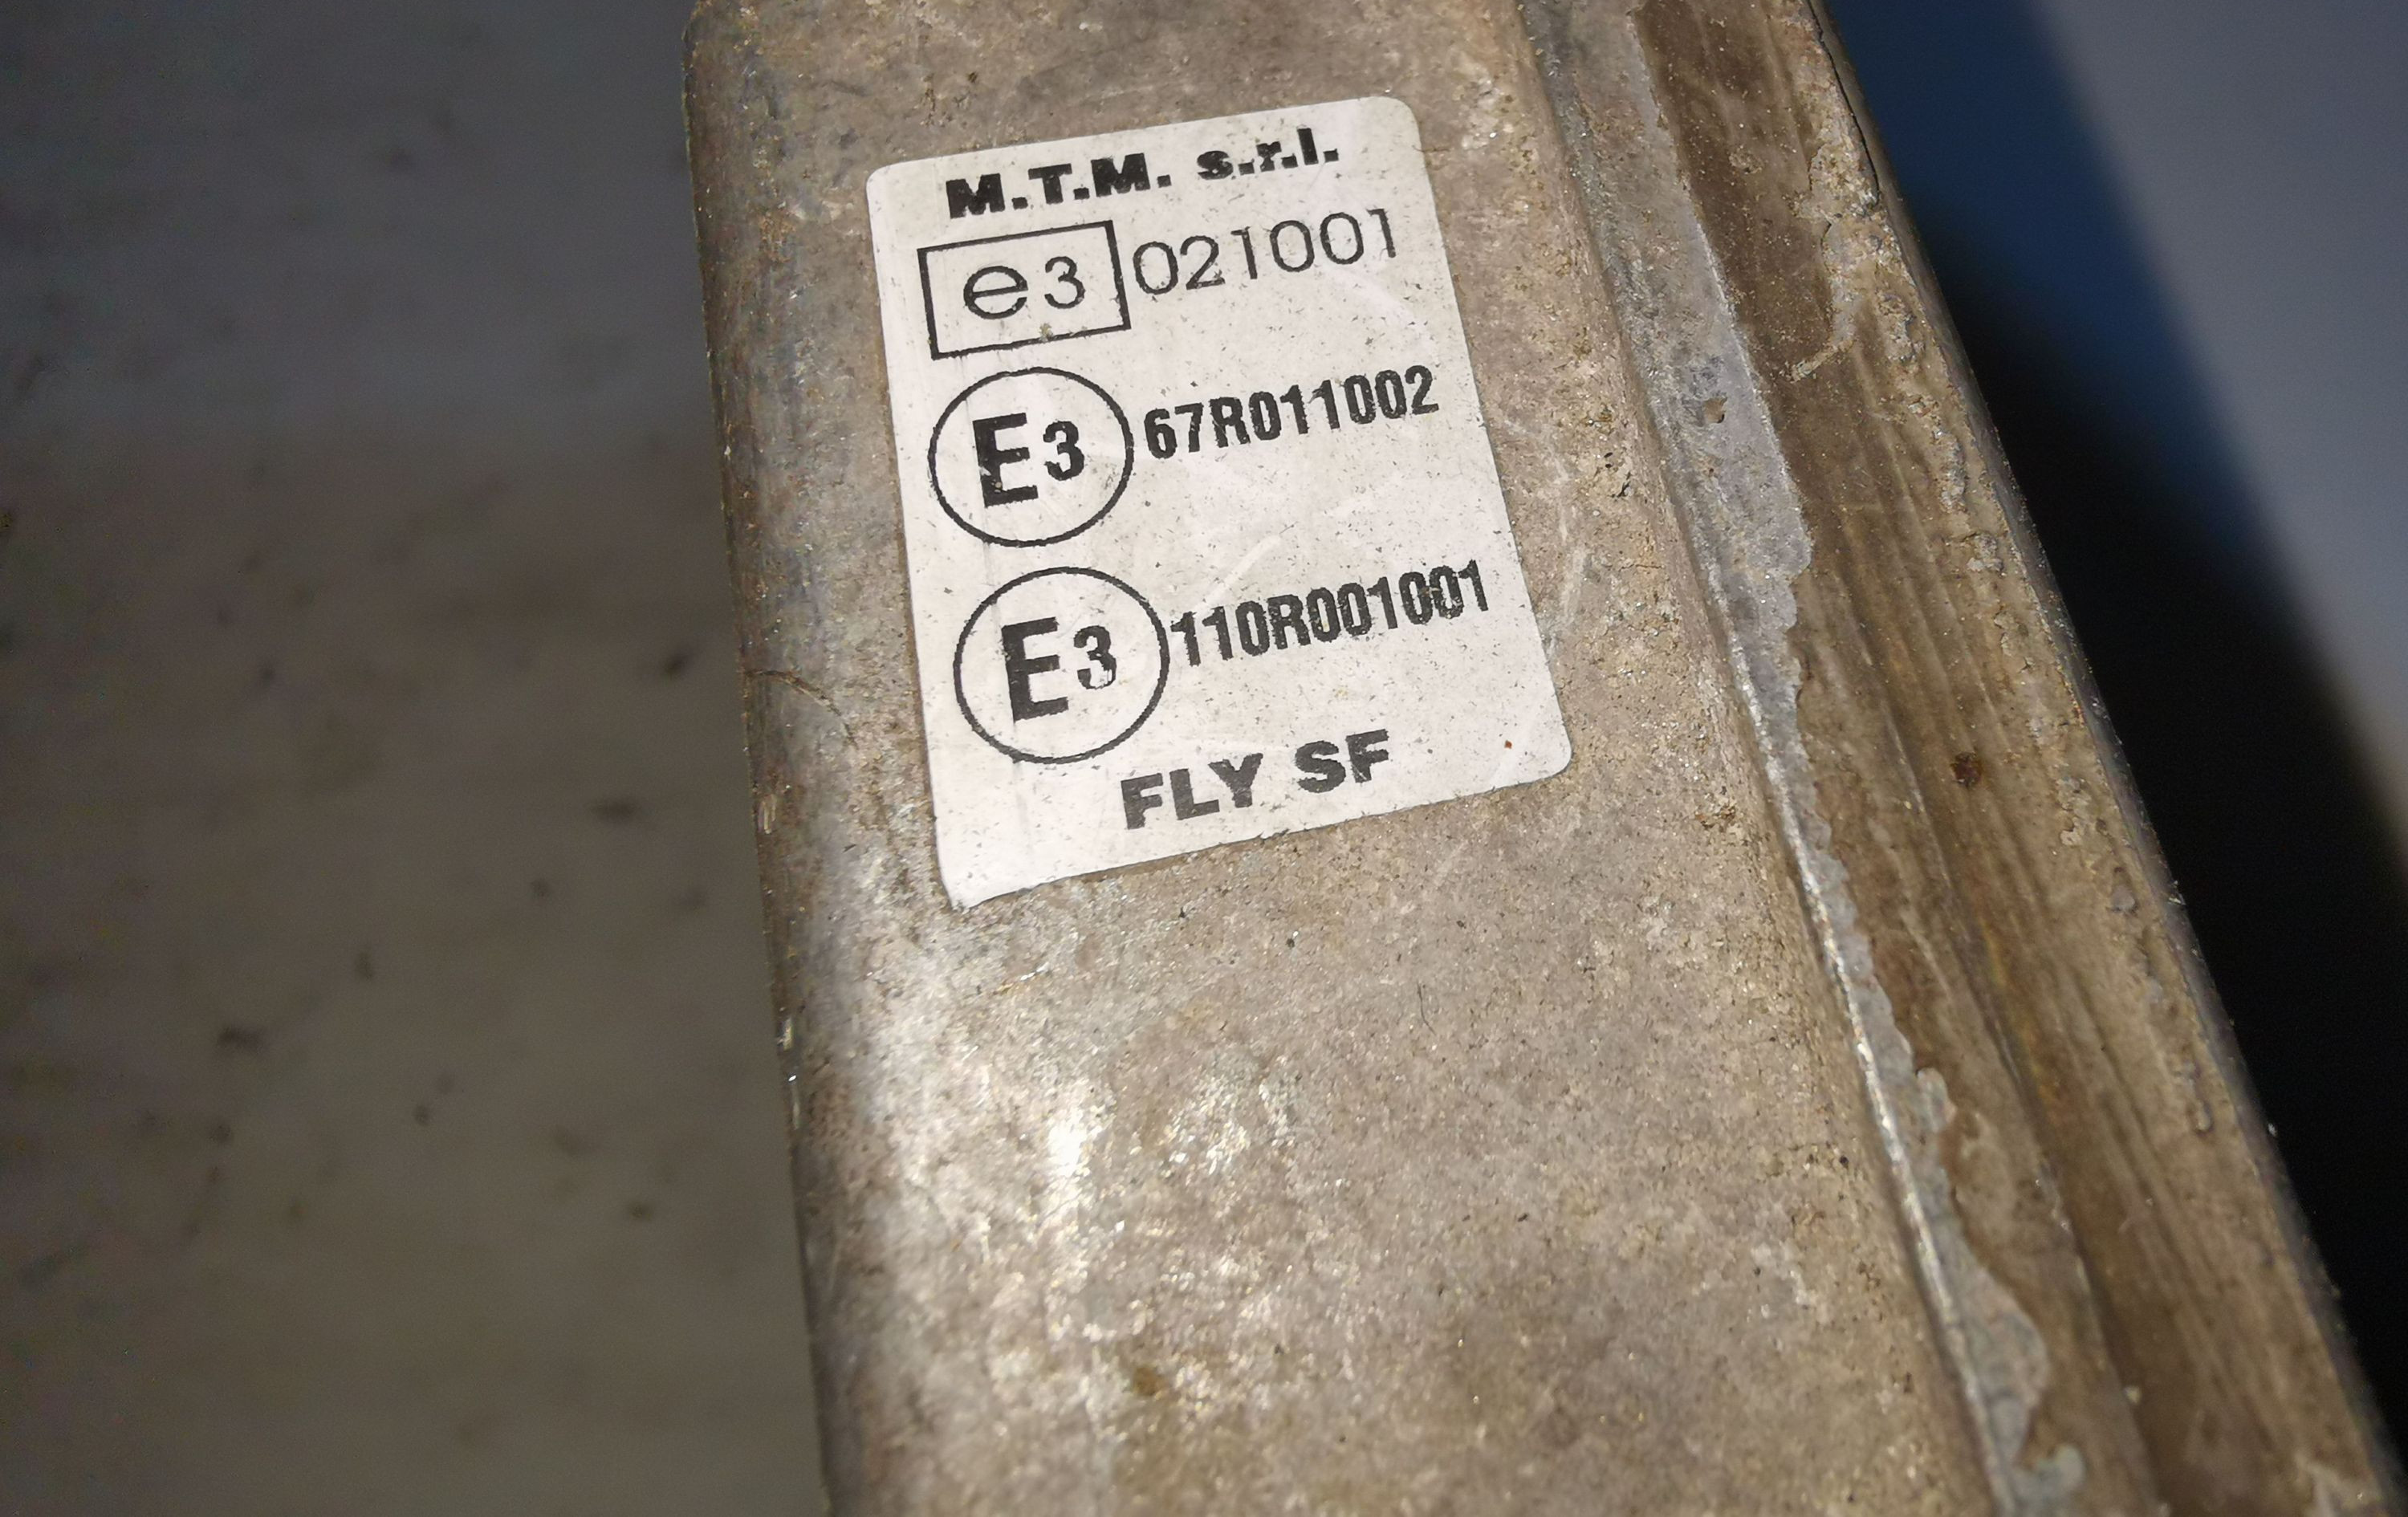 M.T.M. s.r.l.
e3 021001
E3 67R011002
E3 110R001001
FLY SF